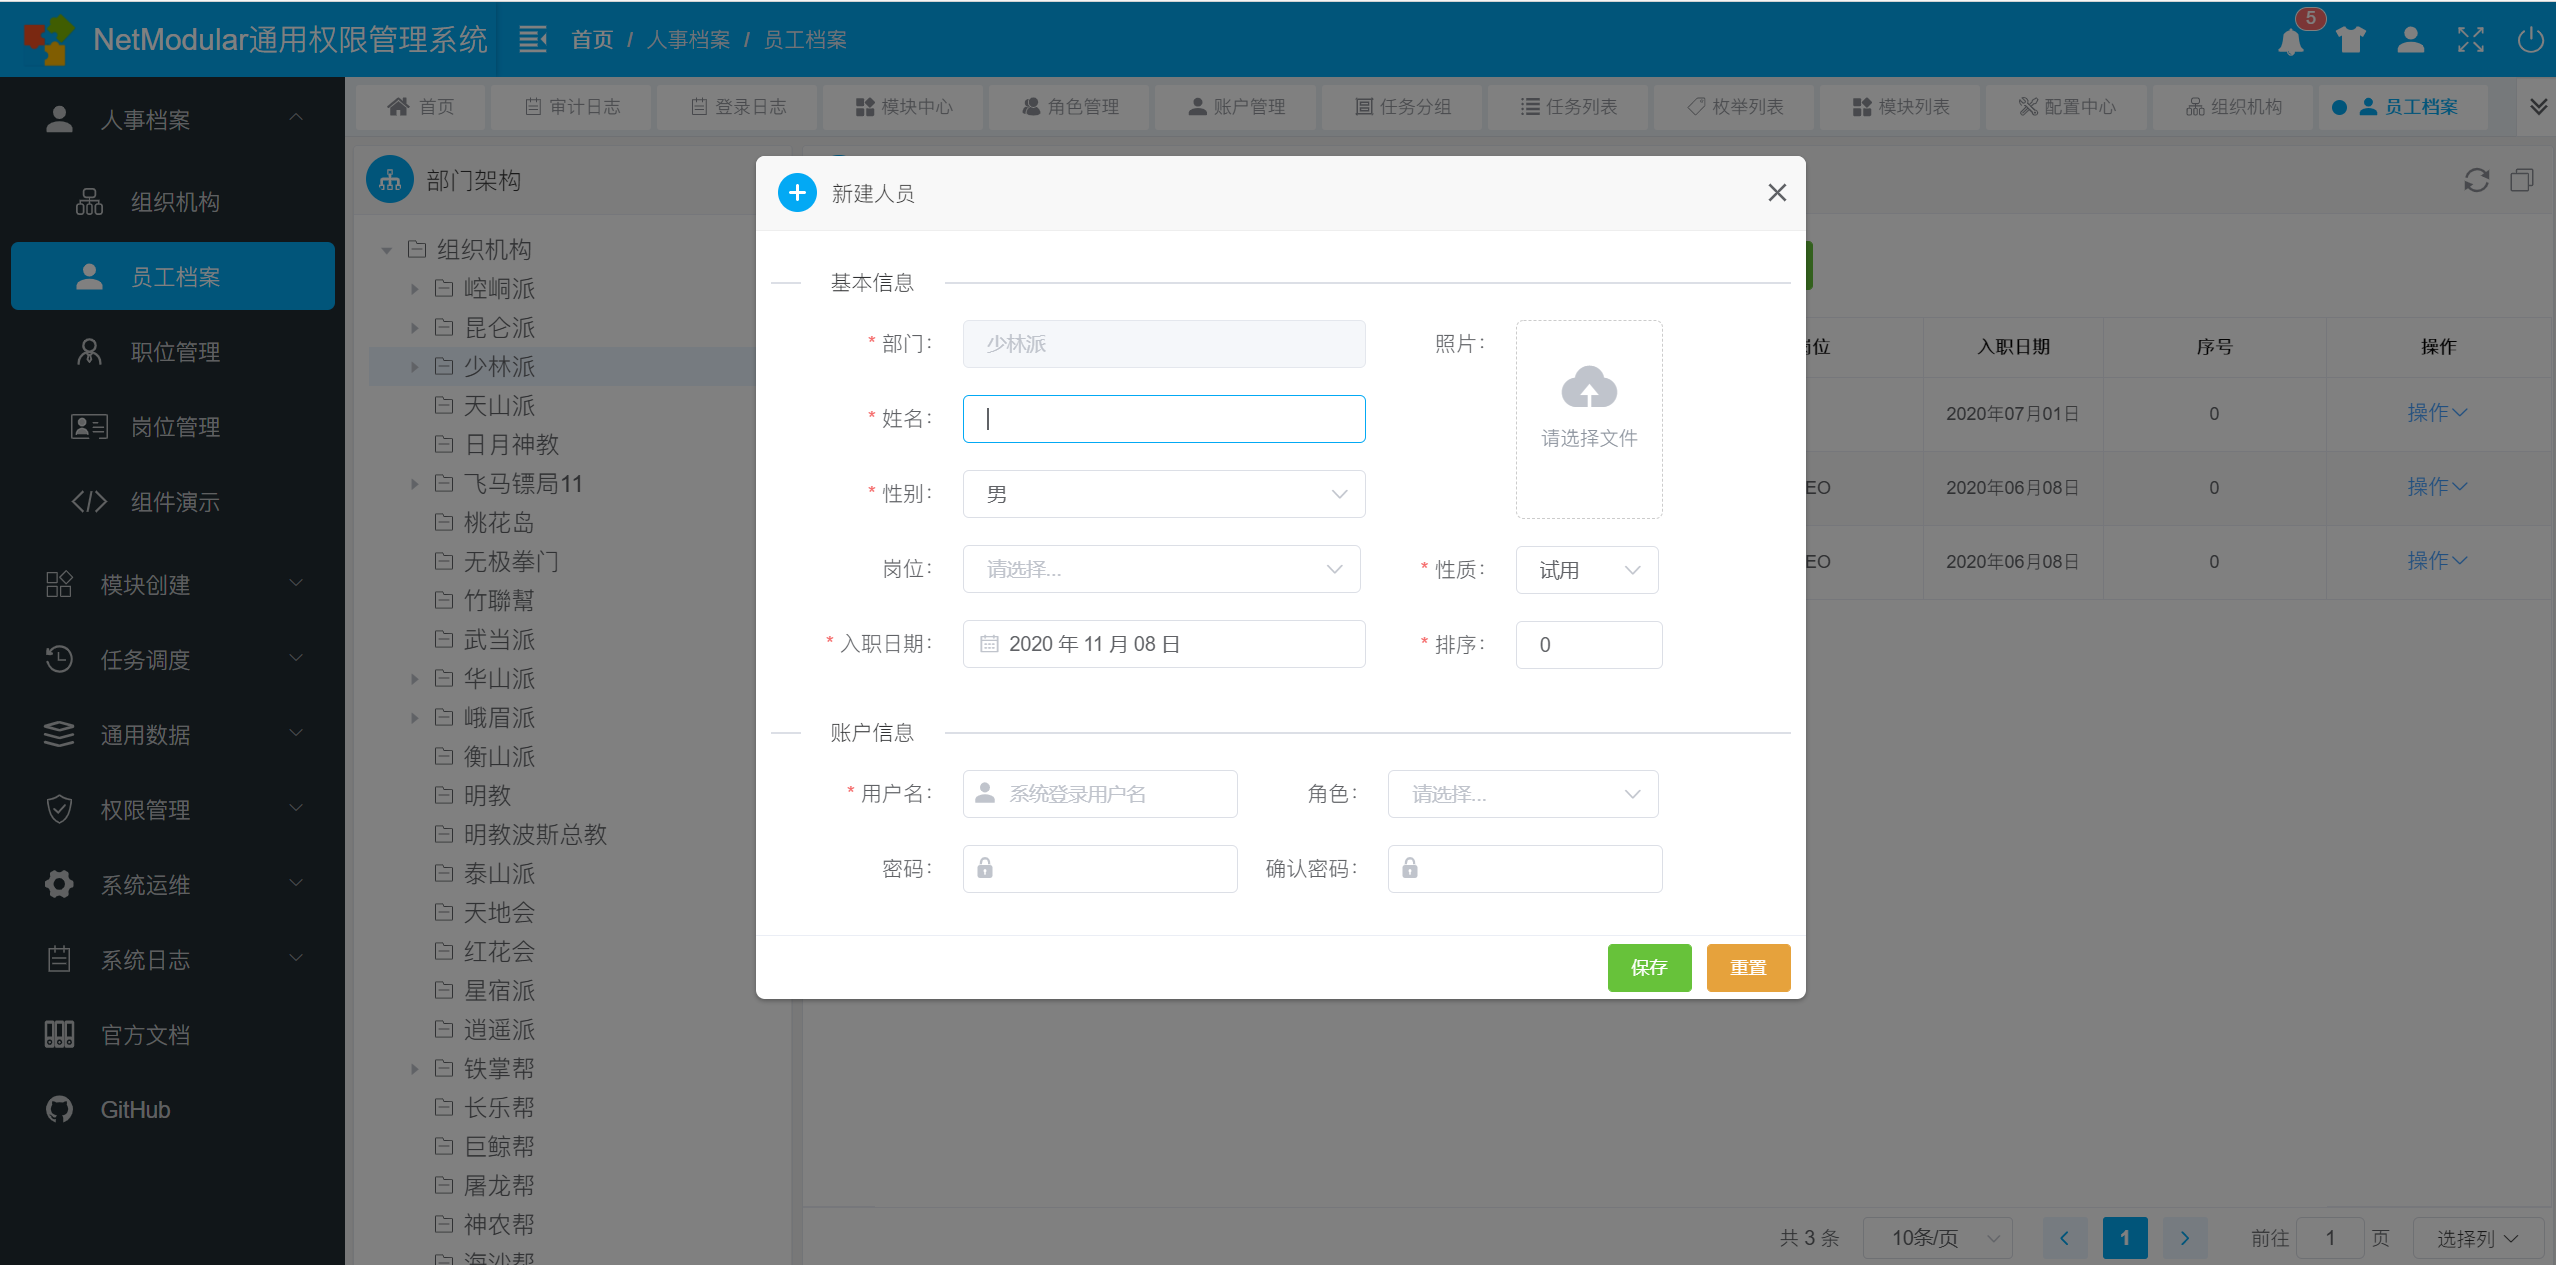 NetModular通用权限管理系统
首页 / 人事档案 / 员工档案
5
人事档案
组织机构
员工档案
职位管理
岗位管理
组件演示
模块创建
任务调度
通用数据
权限管理
系统运维
系统日志
官方文档
GitHub
首页 审计日志 登录日志 模块中心 角色管理 账户管理 任务分组 任务列表 枚举列表 模块列表 配置中心 组织机构 员工档案
部门架构
组织机构
崆峒派
昆仑派
少林派
天山派
日月神教
飞马镖局11
桃花岛
无极拳门
竹聯幫
武当派
华山派
峨眉派
衡山派
明教
明教波斯总教
泰山派
天地会
红花会
星宿派
逍遥派
铁掌帮
长乐帮
巨鲸帮
屠龙帮
神农帮
海沙帮
新建人员
基本信息
* 部门: 少林派 照片:
请选择文件
* 姓名:
* 性别: 男
岗位: 请选择... * 性质: 试用
* 入职日期: 2020 年 11 月 08 日 * 排序: 0
账户信息
* 用户名: 系统登录用户名 角色: 请选择...
密码: 确认密码:
保存 重置
位 入职日期 序号 操作
2020年07月01日 0 操作
EO 2020年06月08日 0 操作
EO 2020年06月08日 0 操作
共 3 条 10条/页 1 前往 1 页 选择列